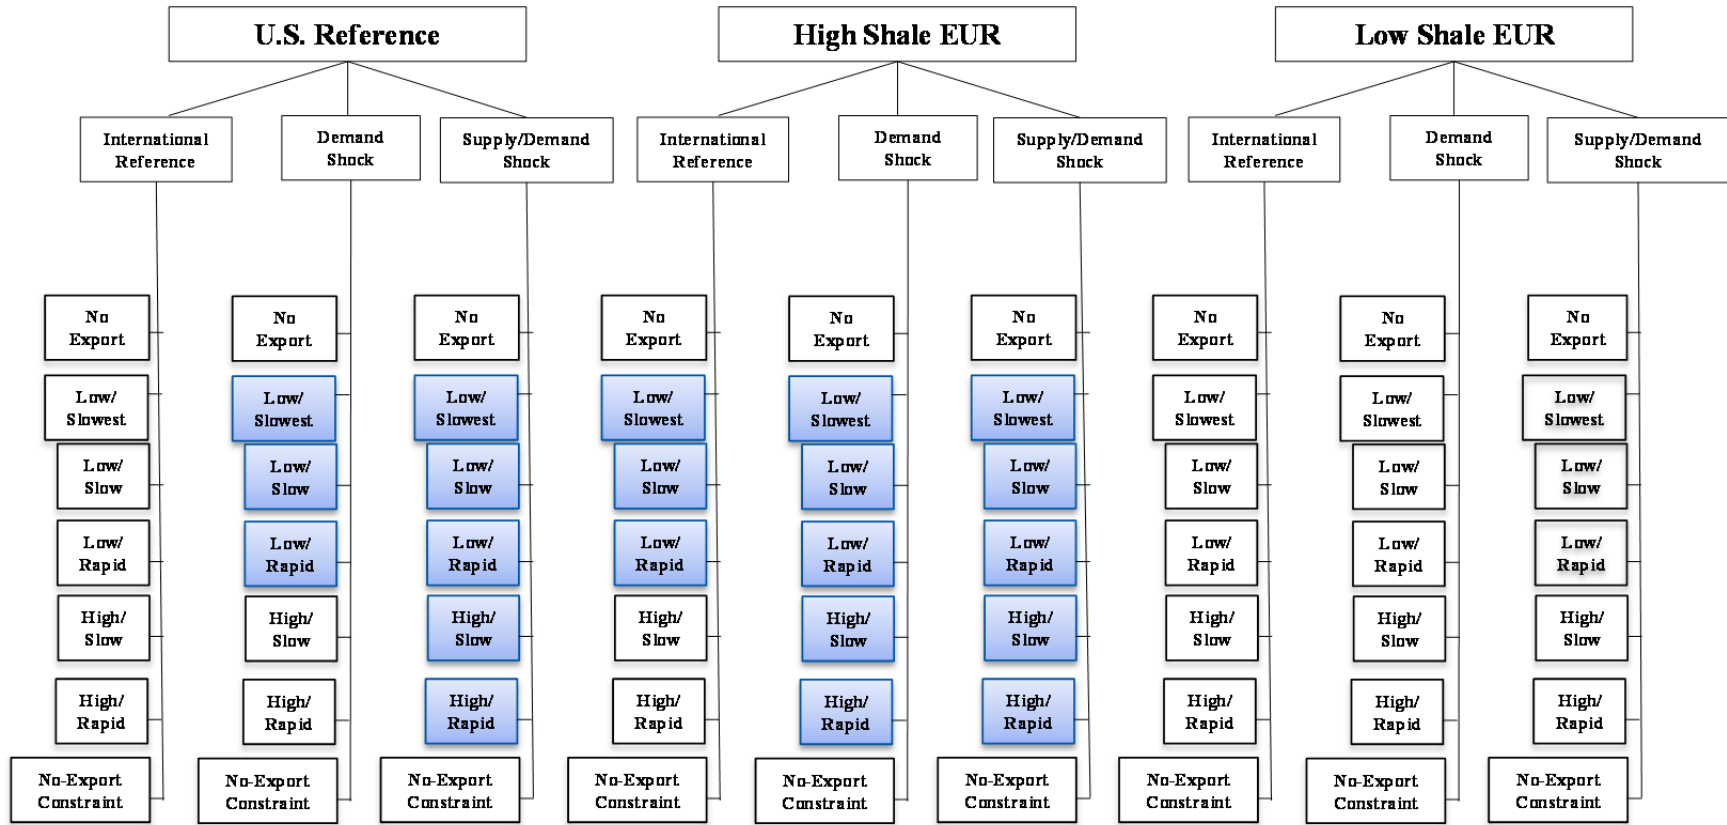 U.S. Reference
High Shale EUR
Low Shale EUR
International
Reference
Demand
Shock
Supply/Demand
Shock
International
Reference
Demand
Shock
Supply/Demand
Shock
International
Reference
Demand
Shock
Supply/Demand
Shock
No
Export
No
Export
No
Export
No
Export
No
Export
No
Export
No
Export
No
Export
No
Export
Low/
Slowest
Low/
Slowest
Low/
Slowest
Low/
Slowest
Low/
Slowest
Low/
Slowest
Low/
Slowest
Low/
Slowest
Low/
Slowest
Low/
Slow
Low/
Slow
Low/
Slow
Low/
Slow
Low/
Slow
Low/
Slow
Low/
Slow
Low/
Slow
Low/
Slow
Low/
Rapid
Low/
Rapid
Low/
Rapid
Low/
Rapid
Low/
Rapid
Low/
Rapid
Low/
Rapid
Low/
Rapid
Low/
Rapid
High/
Slow
High/
Slow
High/
Slow
High/
Slow
High/
Slow
High/
Slow
High/
Slow
High/
Slow
High/
Slow
High/
Rapid
High/
Rapid
High/
Rapid
High/
Rapid
High/
Rapid
High/
Rapid
High/
Rapid
High/
Rapid
High/
Rapid
No-Export
Constraint
No-Export
Constraint
No-Export
Constraint
No-Export
Constraint
No-Export
Constraint
No-Export
Constraint
No-Export
Constraint
No-Export
Constraint
No-Export
Constraint